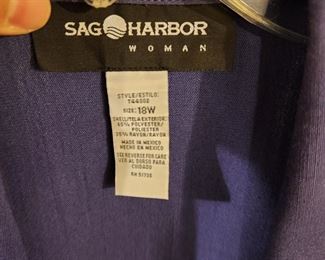 SAG HARBOR
WOMAN
STYLE/ESTILO:
SIZE: 18W
SHELL/TELA EXTERIOR:
65% POLYESTER/
POLIESTER
35% RAYON/RAYON
MADE IN MEXICO
HECHO EN MEXICO
SEE REVERSE FOR CARE
VER AL DORSO PARA
CUIDADO